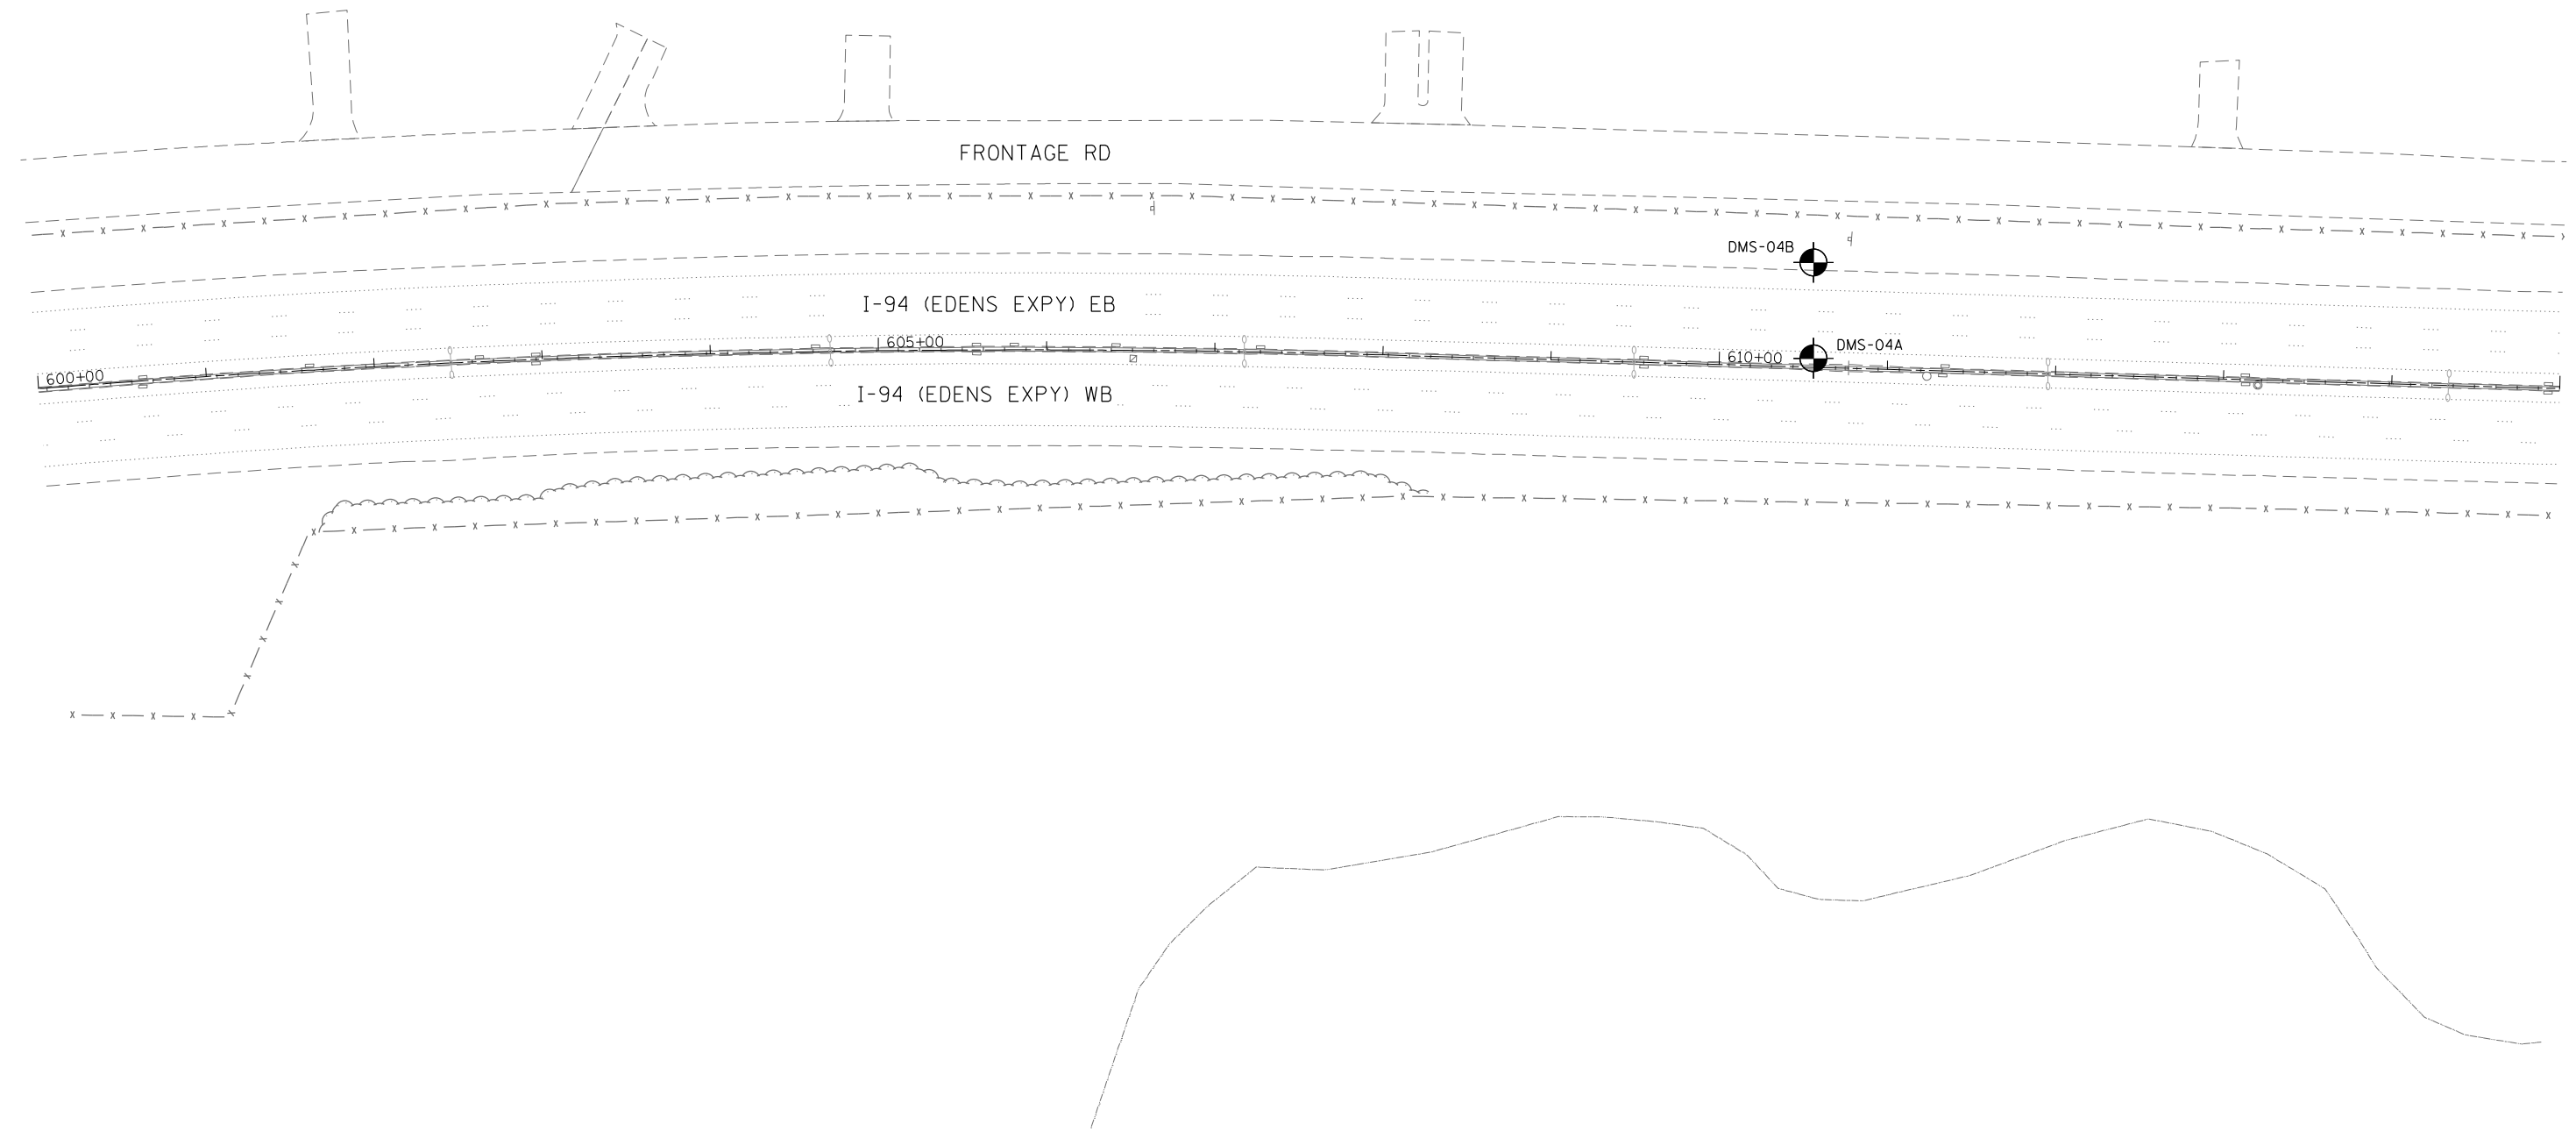 FRONTAGE RD
DMS-04B
I-94 (EDENS EXPY) EB
605+00
DMS-04A
610+00
600+00
I-94 (EDENS EXPY) WB